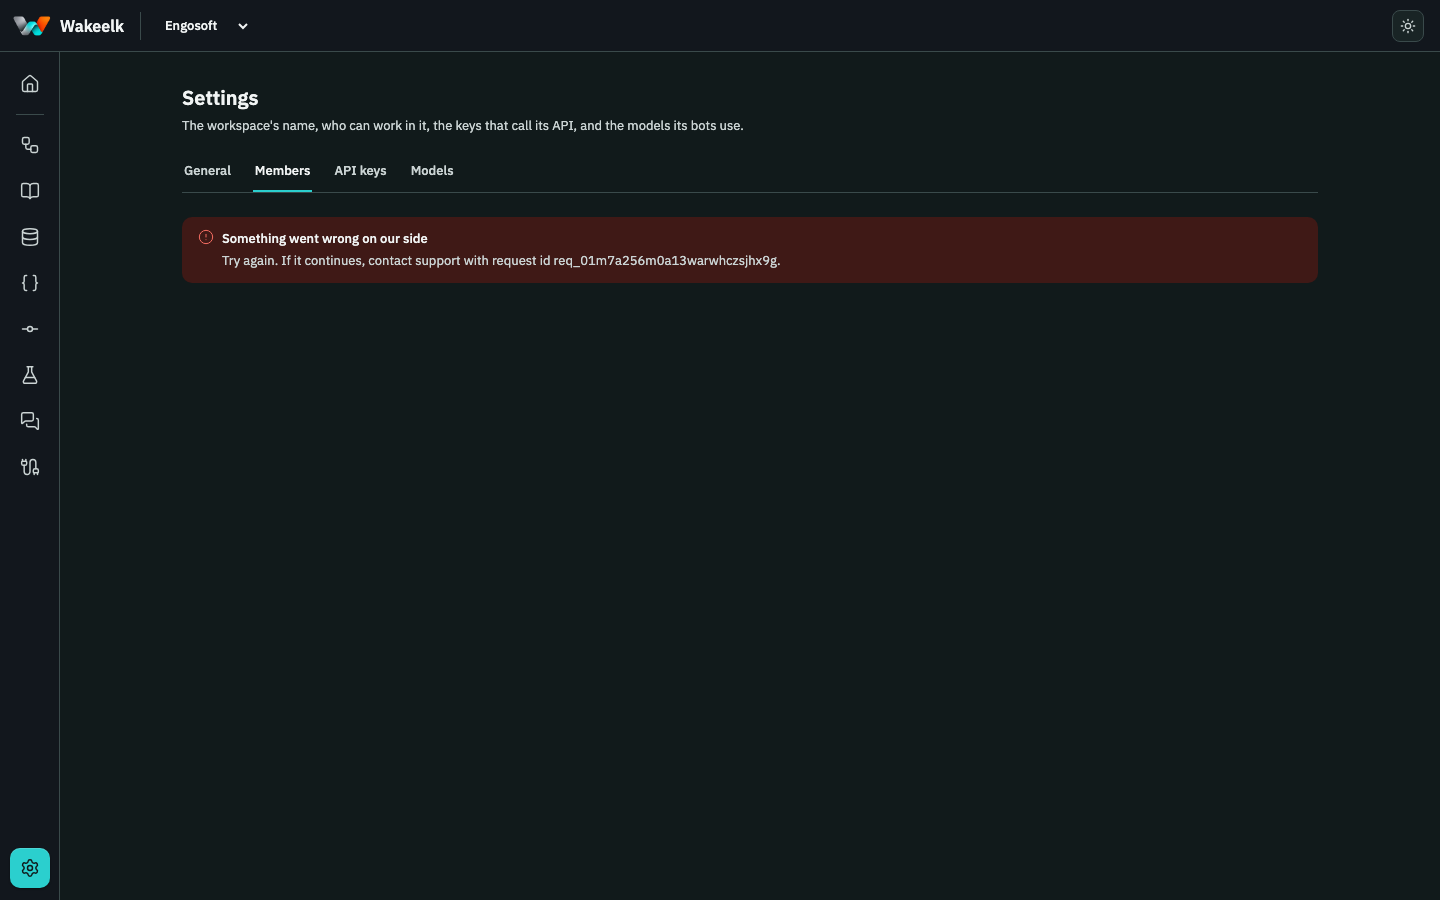 Wakeelk
Engosoft
Settings
The workspace's name, who can work in it, the keys that call its API, and the models its bots use.
General
Members
API keys
Models
Something went wrong on our side
Try again. If it continues, contact support with request id req_01m7a256m0a13warwhczsjhx9g.